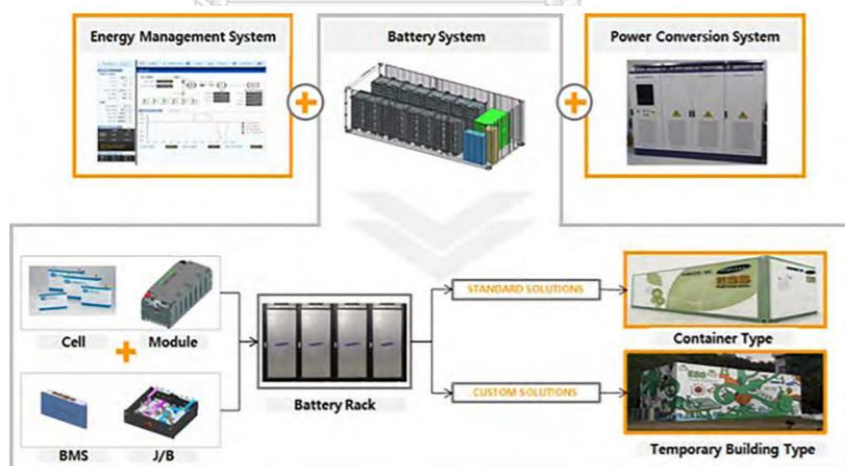 Energy Management System
Battery System
Power Conversion System
Cell
Module
BMS
J/B
Battery Rack
STANDARD SOLUTIONS
CUSTOM SOLUTIONS
ESS
Container Type
Temporary Building Type